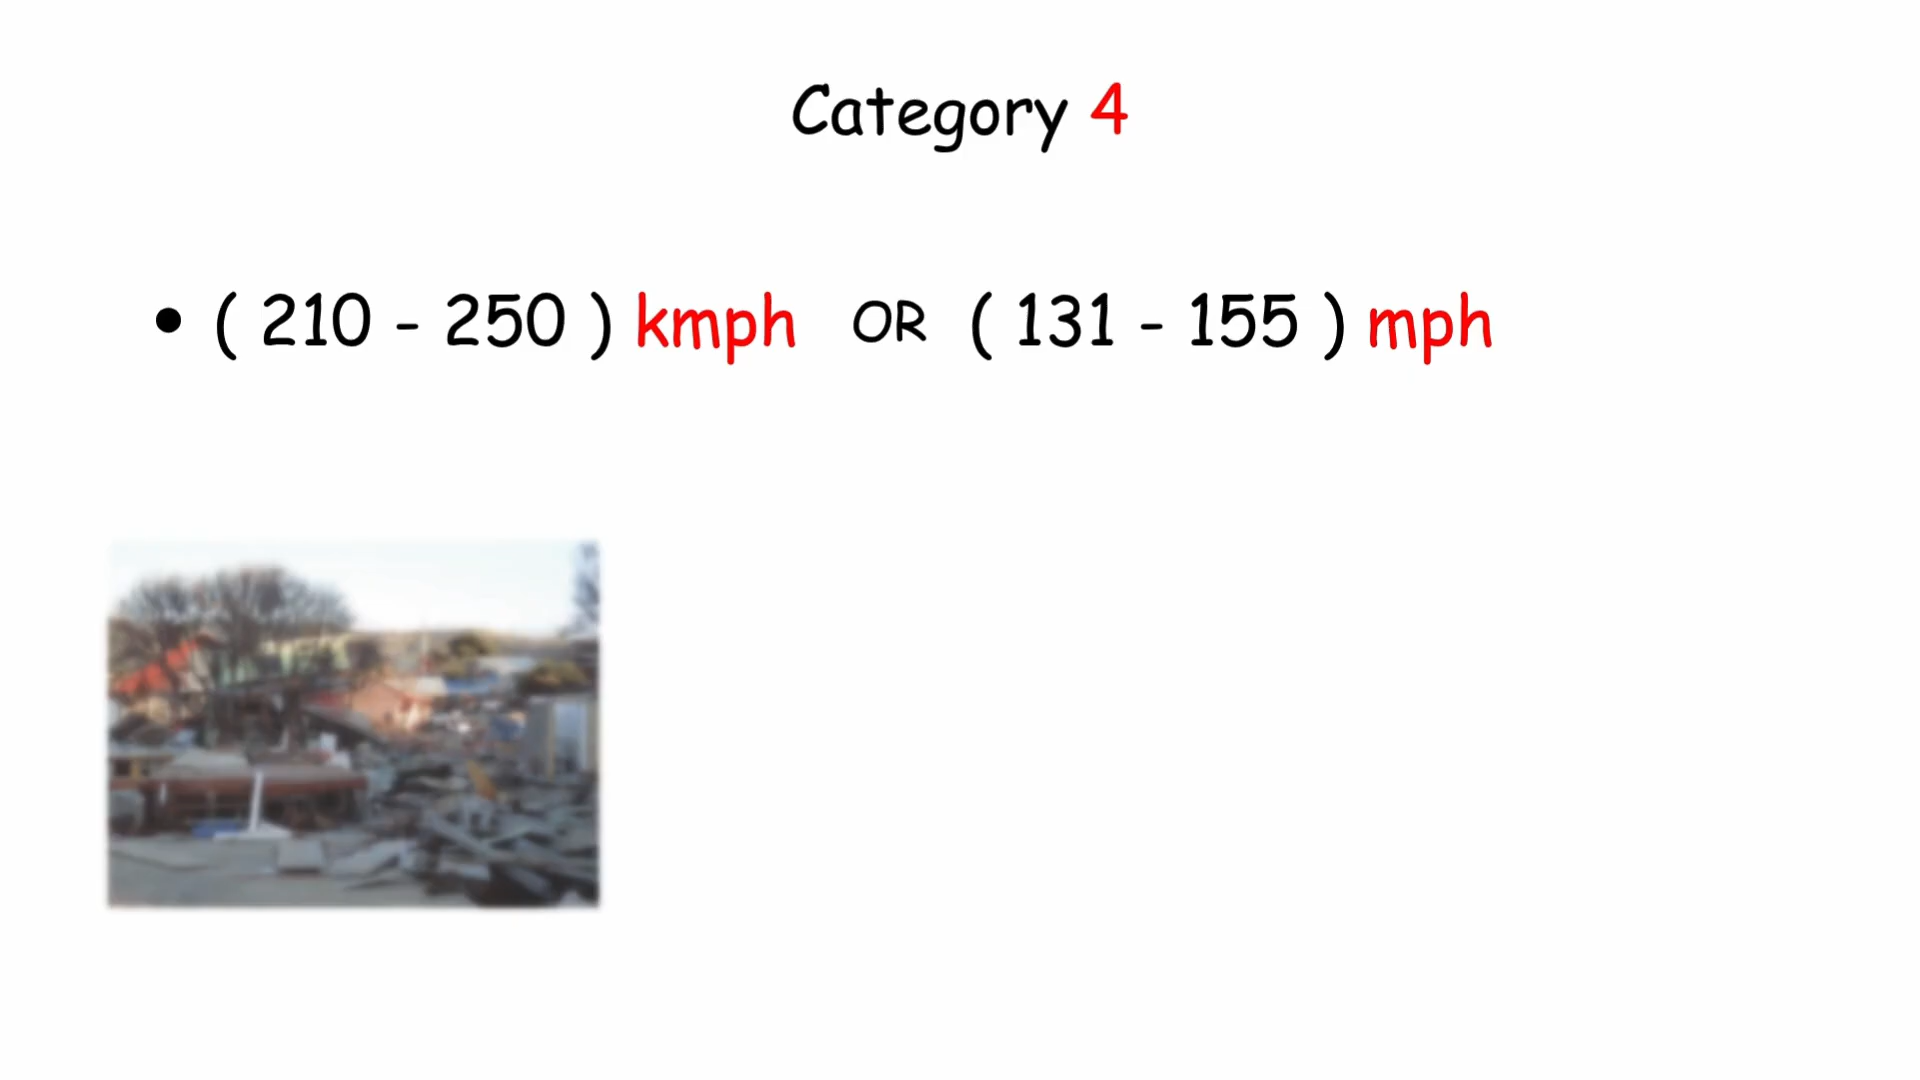 Category 4
• ( 210 - 250 ) kmph OR ( 131 - 155 ) mph